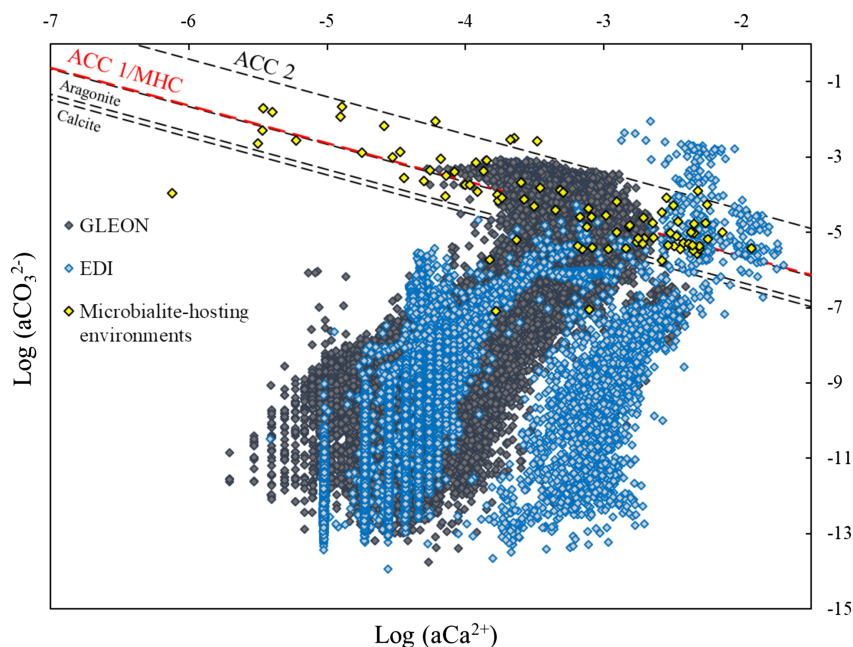 -7 -6 -5 -4 -3 -2
ACC 1/MHC
ACC 2
Aragonite
Calcite
-1
-3
-5
-7
-9
-11
-13
-15
GLEON
EDI
Microbialite-hosting
environments
Log (aCO₃²⁻)
Log (aCa²⁺)